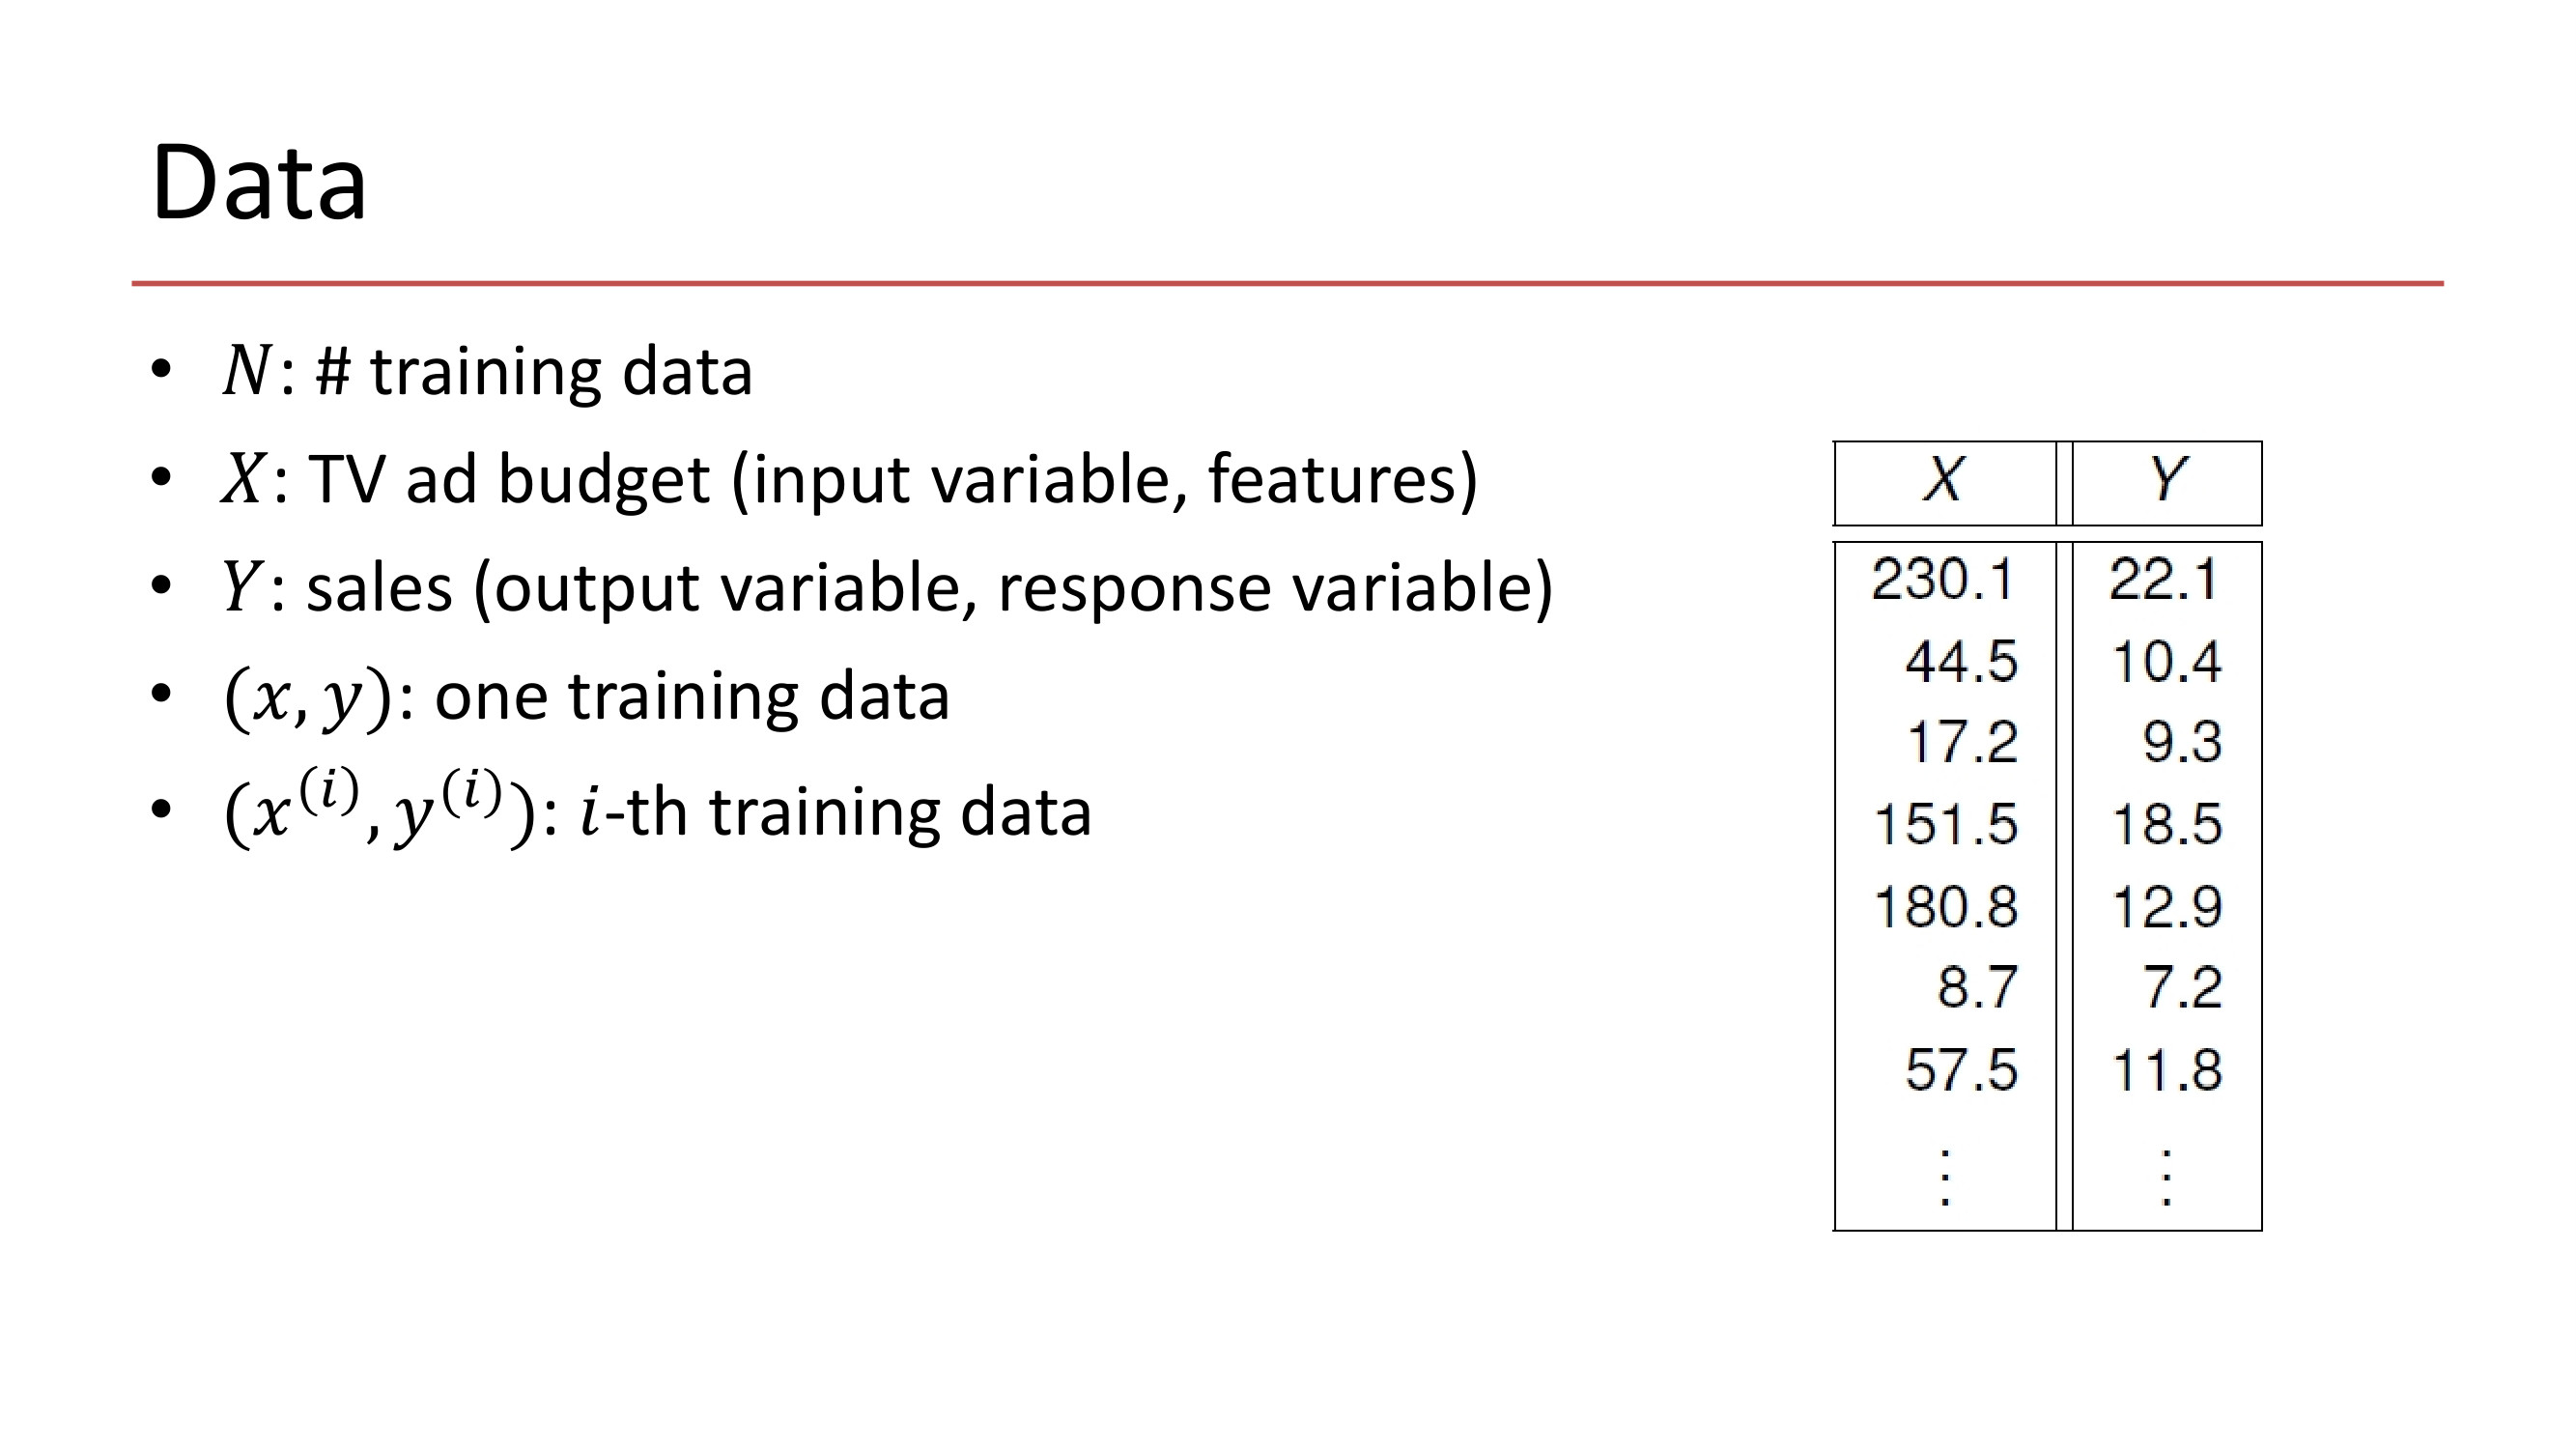 Data
• N: # training data
• X: TV ad budget (input variable, features)
• Y: sales (output variable, response variable)
• (x, y): one training data
• (x^(i), y^(i)): i-th training data
X Y
230.1 22.1
44.5 10.4
17.2 9.3
151.5 18.5
180.8 12.9
8.7 7.2
57.5 11.8
⋮ ⋮